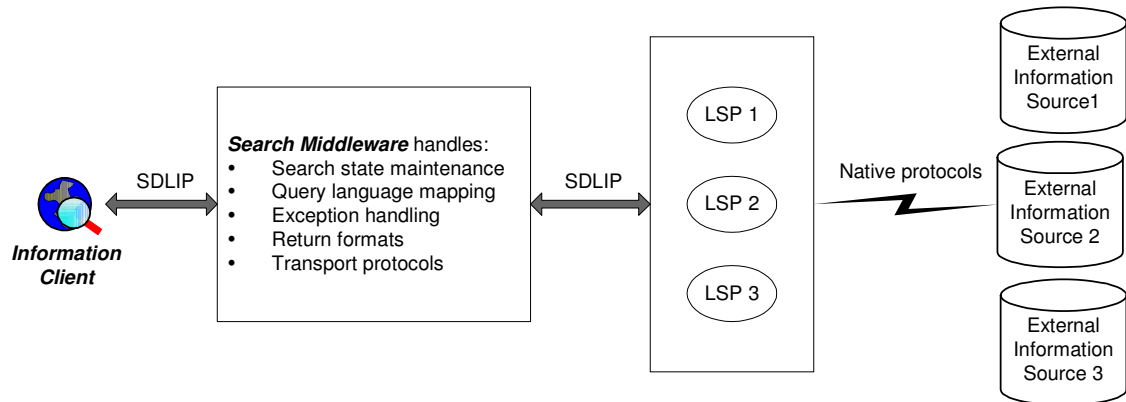 Information
Client
SDLIP
Search Middleware handles:
• Search state maintenance
• Query language mapping
• Exception handling
• Return formats
• Transport protocols
SDLIP
LSP 1
LSP 2
LSP 3
Native protocols
External
Information
Source1
External
Information
Source 2
External
Information
Source 3